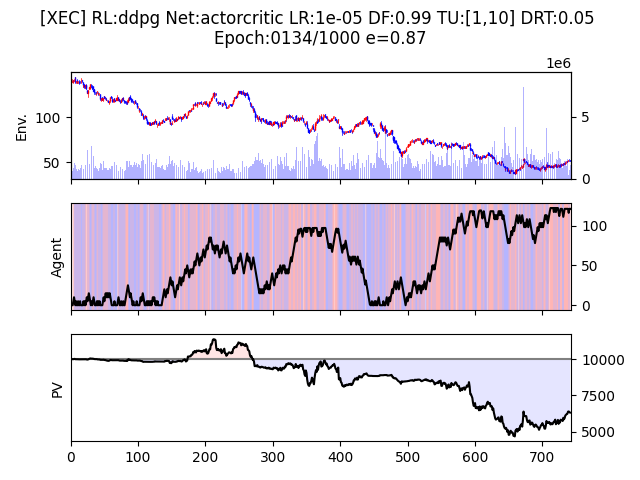 [XEC] RL:ddpg Net:actorcritic LR:1e-05 DF:0.99 TU:[1,10] DRT:0.05
Epoch:0134/1000 e=0.87
1e6
Env.
100
50
5
0
Agent
100
50
0
PV
10000
7500
5000
0 100 200 300 400 500 600 700